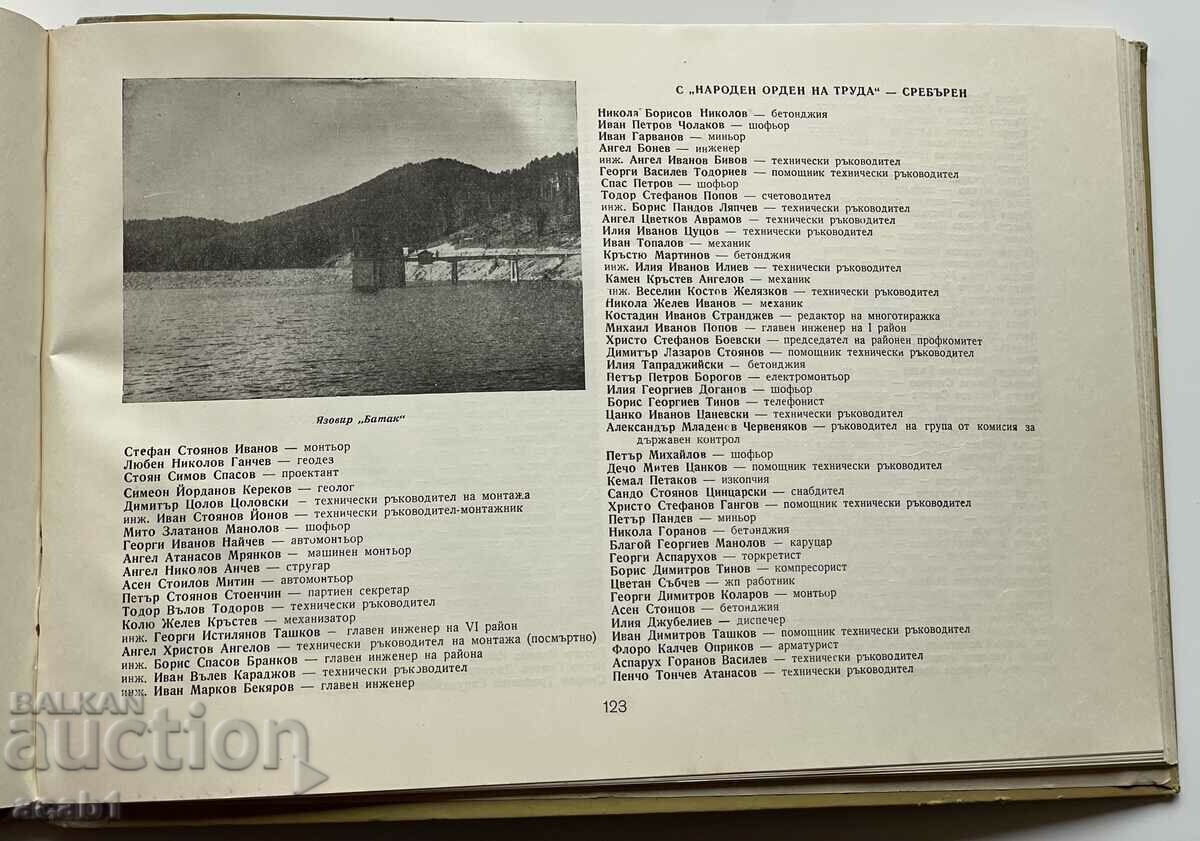 Язовир „Батак“
Стефан Стоянов Иванов — монтьор
Любен Николов Ганчев — геодез
Стоян Симов Спасов — проектант
Симеон Йорданов Кереков — геолог
Димитър Цолов Цоловски — технически ръководител на монтажа
инж. Иван Стоянов Йонов — технически ръководител-монтажник
Мито Златанов Манолов — шофьор
Георги Иванов Найчев — автомонтьор
Ангел Атанасов Мрянков — машинен монтьор
Ангел Николов Анчев — стругар
Асен Стоилов Митин — автомонтьор
Петър Стоянов Стоенчин — партиен секретар
Тодор Вълов Тодоров — технически ръководител
Колю Желев Кръстев — механизатор
инж. Георги Истилянов Ташков — главен инженер на VI район
Ангел Христов Ангелов — технически ръководител на монтажа (посмъртно)
инж. Борис Спасов Бранков — главен инженер на района
инж. Иван Вълев Караджов — технически ръководител
инж. Иван Марков Бекяров — главен инженер
С „НАРОДЕН ОРДЕН НА ТРУДА“ — СРЕБЪРЕН
Никола Борисов Николов — бетонджия
Иван Петров Чолаков — шофьор
Иван Гарванов — миньор
Ангел Бонев — инженер
инж. Ангел Иванов Бивов — технически ръководител
Георги Василев Тодориев — помощник технически ръководител
Спас Петров — шофьор
Тодор Стефанов Попов — счетоводител
инж. Борис Пандов Ляпчев — технически ръководител
Ангел Цветков Аврамов — технически ръководител
Илия Иванов Цуцов — технически ръководител
Иван Топалов — механик
Кръстю Мартинов — бетонджия
инж. Илия Иванов Илиев — технически ръководител
Камен Кръстев Ангелов — механик
инж. Веселин Костов Желязков — технически ръководител
Никола Желев Иванов — механик
Костадин Иванов Странджев — редактор на многотиражка
Михаил Иванов Попов — главен инженер на I район
Христо Стефанов Боевски — председател на районен профкомитет
Димитър Лазаров Стоянов — помощник технически ръководител
Илия Тапраджийски — бетонджия
Петър Петров Борогов — електромонтьор
Илия Георгиев Доганов — шофьор
Борис Георгиев Тинов — телефонист
Цанко Иванов Цаневски — технически ръководител
Александър Младенов Червеняков — ръководител на група от комисия за
държавен контрол
Петър Михайлов — шофьор
Дечо Митев Цанков — помощник технически ръководител
Кемал Петаков — изкопчия
Сандо Стоянов Цинцарски — снабдител
Христо Стефанов Гангов — помощник технически ръководител
Петър Пандев — миньор
Никола Горанов — бетонджия
Благой Георгиев Манолов — каруцар
Георги Аспарухов — торкретист
Борис Димитров Тинов — компресорист
Цветан Събчев — жп работник
Георги Димитров Коларов — монтьор
Асен Стоицов — бетонджия
Илия Джубелиев — диспечер
Иван Димитров Ташков — помощник технически ръководител
Флоро Калчев Оприков — арматурист
Аспарух Горанов Василев — технически ръководител
Пенчо Тончев Атанасов — технически ръководител
123
BALKAN
auction
acab1